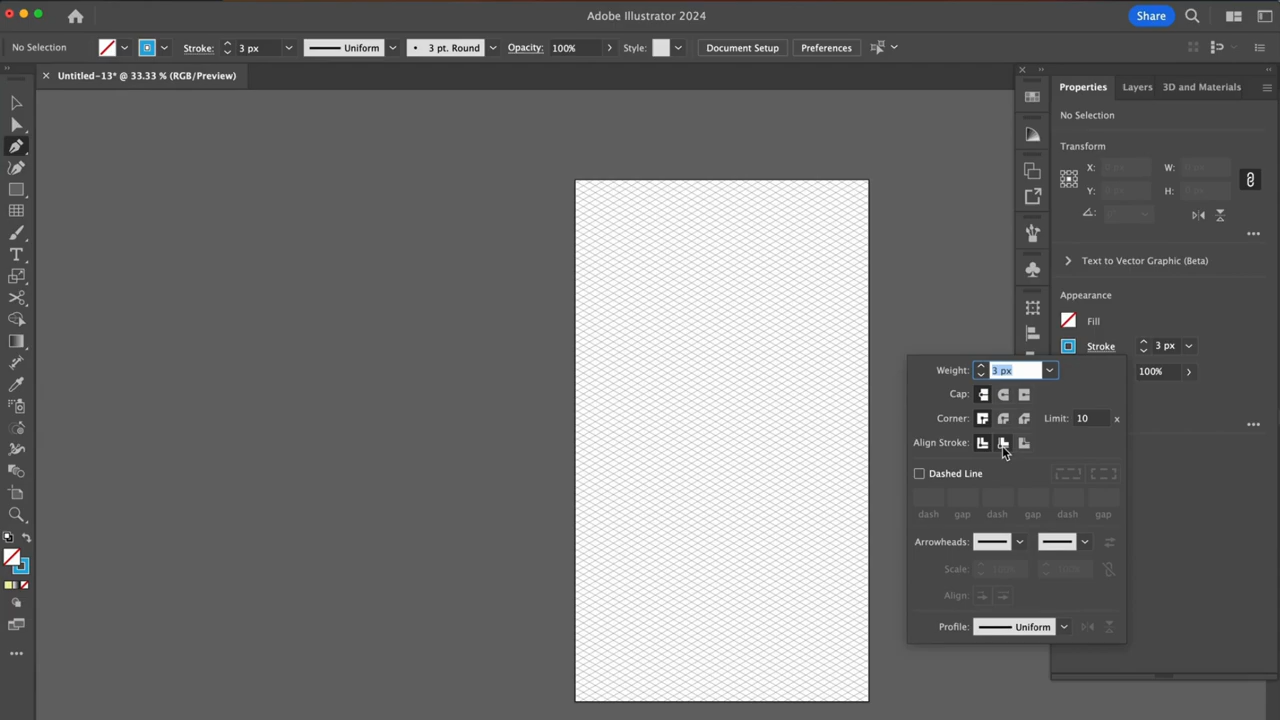 Adobe Illustrator 2024
Share
No Selection
Stroke:
3 px
Uniform
3 pt. Round
Opacity:
100%
Style:
Document Setup
Preferences
Untitled-13* @ 33.33 % (RGB/Preview)
Properties
Layers
3D and Materials
No Selection
Transform
X:
W:
Y:
H:
Text to Vector Graphic (Beta)
Appearance
Fill
Stroke
3 px
100%
Weight:
3 px
Cap:
Corner:
Limit:
10
x
Align Stroke:
Dashed Line
dash
gap
dash
gap
dash
gap
Arrowheads:
Scale:
100%
100%
Align:
Profile:
Uniform